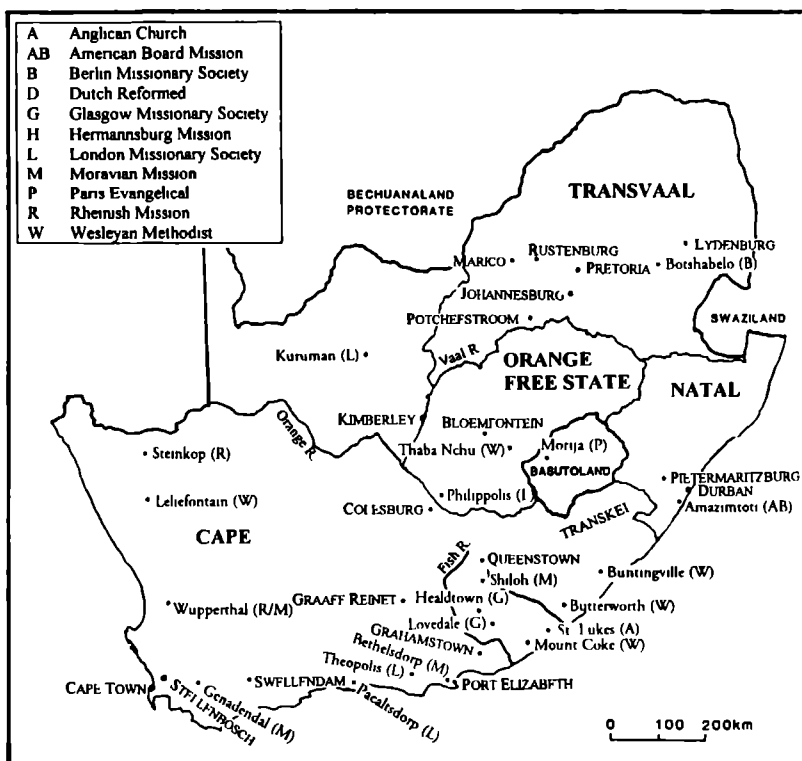 A Anglican Church
AB American Board Mission
B Berlin Missionary Society
D Dutch Reformed
G Glasgow Missionary Society
H Hermannsburg Mission
L London Missionary Society
M Moravian Mission
P Paris Evangelical
R Rheinish Mission
W Wesleyan Methodist
BECHUANALAND
PROTECTORATE
TRANSVAAL
LYDENBURG
MARICO
RUSTENBURG
PRETORIA
Botshabelo (B)
JOHANNESBURG
POTCHEFSTROOM
SWAZILAND
Kuruman (L)
Vaal R
ORANGE
FREE STATE
NATAL
KIMBERLEY
BLOEMFONTEIN
Orange R.
Steinkop (R)
Thaba Nchu (W)
Morija (P)
BASUTOLAND
Leliefontain (W)
Philippolis (L)
PIETERMARITZBURG
DURBAN
Amazimtoti (AB)
COLESBURG
TRANSKEI
CAPE
Fish R.
QUEENSTOWN
Shiloh (M)
Buntingville (W)
Wupperthal (R/M)
GRAAFF REINET
Healdtown (G)
Butterworth (W)
Lovedale (G)
St. Lukes (A)
GRAHAMSTOWN
Mount Coke (W)
Bethelsdorp (M)
Theopolis (L)
CAPE TOWN
STELLENBÖSCH
Genadendal (M)
SWELLENDAM
Pacaltsdorp (L)
PORT ELIZABETH
0 100 200km